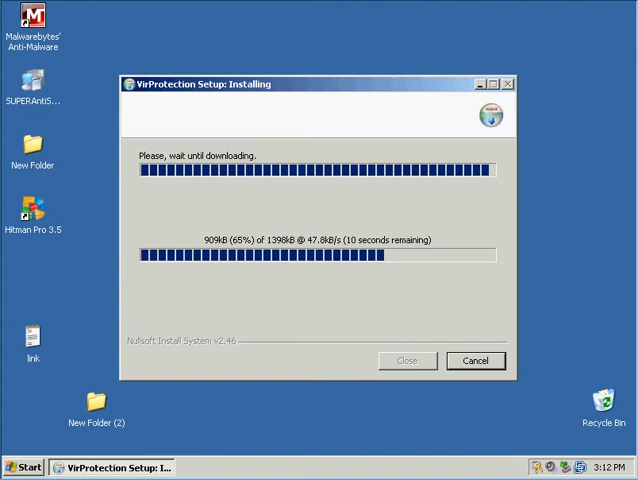 Malwarebytes'
Anti-Malware
SUPERAntiS...
New Folder
Hitman Pro 3.5
link
New Folder (2)
VirProtection Setup: Installing
Please, wait until downloading.
909kB (65%) of 1398kB @ 47.8kB/s (10 seconds remaining)
Nullsoft Install System v2.46
Close
Cancel
Recycle Bin
Start
VirProtection Setup: I...
3:12 PM